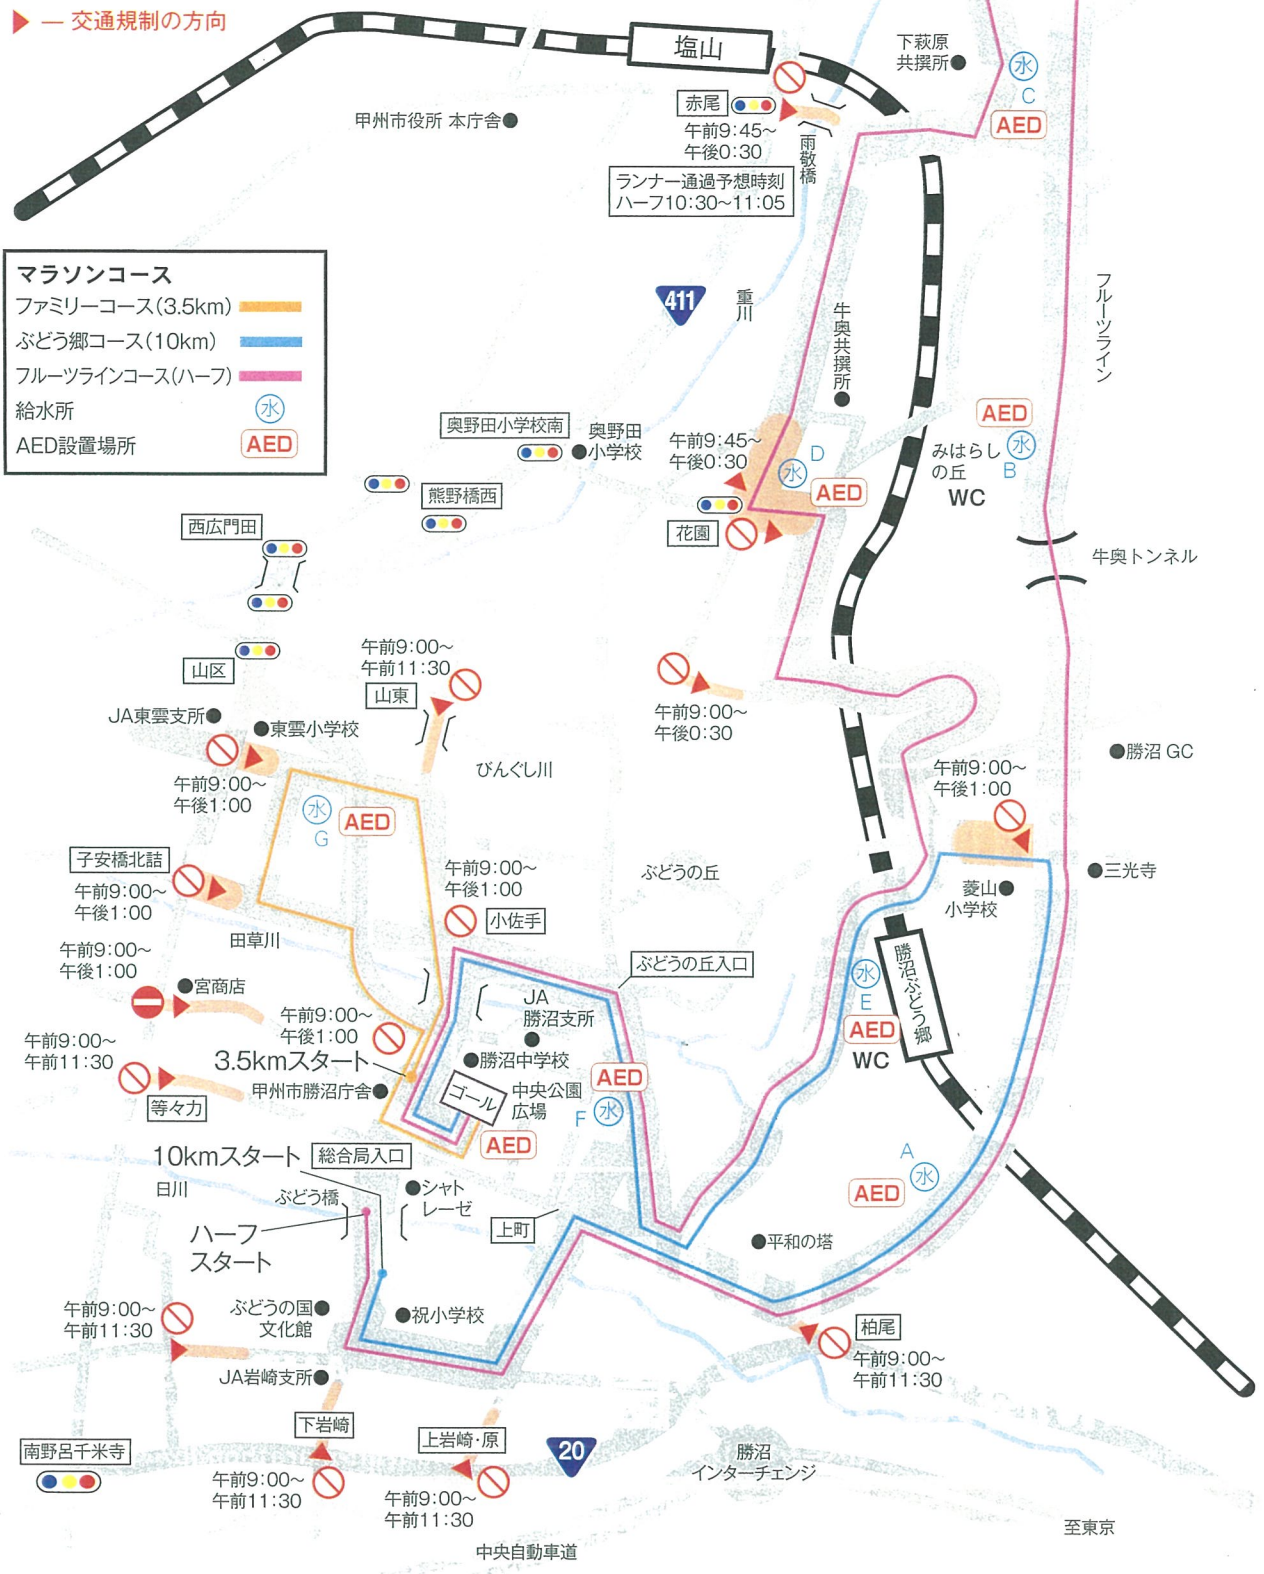 ▶ ― 交通規制の方向
塩山
下萩原
共撰所
水
C
AED
赤尾
午前9:45〜
午後0:30
雨敬橋
甲州市役所 本庁舎
ランナー通過予想時刻
ハーフ10:30〜11:05
マラソンコース
ファミリーコース(3.5km)
ぶどう郷コース(10km)
フルーツラインコース(ハーフ)
給水所
水
AED設置場所
AED
411
重川
フルーツライン
牛奥共撰所
奥野田小学校南
奥野田
小学校
午前9:45〜
午後0:30
D
水
AED
花園
AED
みはらし
の丘
水
B
WC
熊野橋西
西広門田
牛奥トンネル
山区
午前9:00〜
午前11:30
山東
午前9:00〜
午後0:30
JA東雲支所
東雲小学校
午前9:00〜
午後1:00
びんぐし川
勝沼 GC
午前9:00〜
午後1:00
水
G
AED
子安橋北詰
午前9:00〜
午後1:00
午前9:00〜
午後1:00
小佐手
ぶどうの丘
三光寺
菱山
小学校
田草川
午前9:00〜
午後1:00
宮商店
ぶどうの丘入口
勝沼ぶどう郷
水
E
AED
WC
JA
勝沼支所
午前9:00〜
午後1:00
午前9:00〜
午前11:30
3.5kmスタート
勝沼中学校
甲州市勝沼庁舎
等々力
ゴール
中央公園
広場
AED
F
水
AED
10kmスタート
総合局入口
A
水
AED
日川
ぶどう橋
シャト
レーゼ
上町
ハーフ
スタート
平和の塔
午前9:00〜
午前11:30
ぶどうの国
文化館
祝小学校
柏尾
午前9:00〜
午前11:30
JA岩崎支所
下岩崎
午前9:00〜
午前11:30
上岩崎・原
午前9:00〜
午前11:30
20
南野呂千米寺
勝沼
インターチェンジ
至東京
中央自動車道